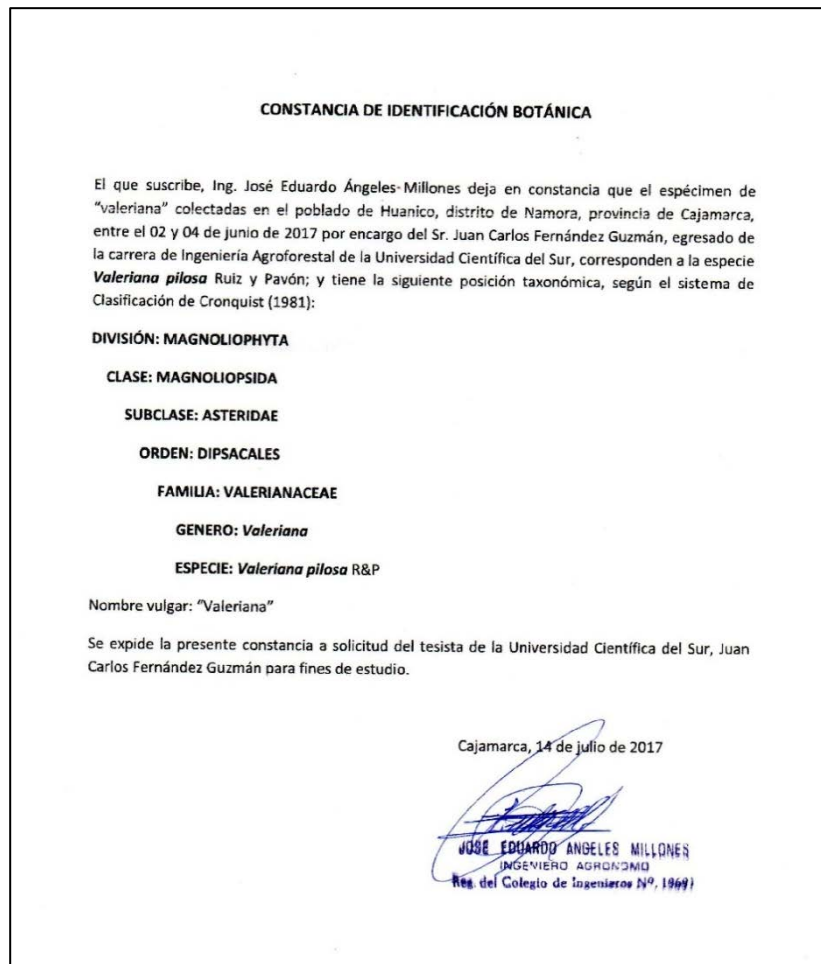 CONSTANCIA DE IDENTIFICACIÓN BOTÁNICA
El que suscribe, Ing. José Eduardo Ángeles-Millones deja en constancia que el espécimen de
"valeriana" colectadas en el poblado de Huanico, distrito de Namora, provincia de Cajamarca,
entre el 02 y 04 de junio de 2017 por encargo del Sr. Juan Carlos Fernández Guzmán, egresado de
la carrera de Ingeniería Agroforestal de la Universidad Científica del Sur, corresponden a la especie
Valeriana pilosa Ruiz y Pavón; y tiene la siguiente posición taxonómica, según el sistema de
Clasificación de Cronquist (1981):
DIVISIÓN: MAGNOLIOPHYTA
CLASE: MAGNOLIOPSIDA
SUBCLASE: ASTERIDAE
ORDEN: DIPSACALES
FAMILIA: VALERIANACEAE
GENERO: Valeriana
ESPECIE: Valeriana pilosa R&P
Nombre vulgar: "Valeriana"
Se expide la presente constancia a solicitud del tesista de la Universidad Científica del Sur, Juan
Carlos Fernández Guzmán para fines de estudio.
Cajamarca, 14 de julio de 2017
JOSE EDUARDO ANGELES MILLONES
INGENIERO AGRONOMO
Reg. del Colegio de Ingenieros Nº.